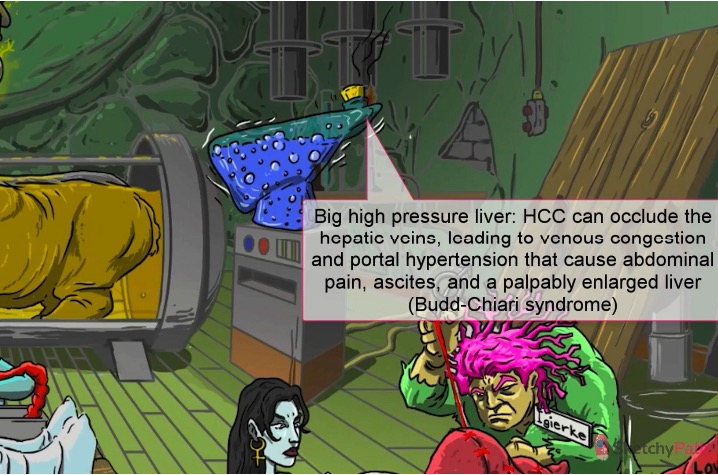 Big high pressure liver: HCC can occlude the
hepatic veins, leading to venous congestion
and portal hypertension that cause abdominal
pain, ascites, and a palpably enlarged liver
(Budd-Chiari syndrome)
Igierke
SketchyPath